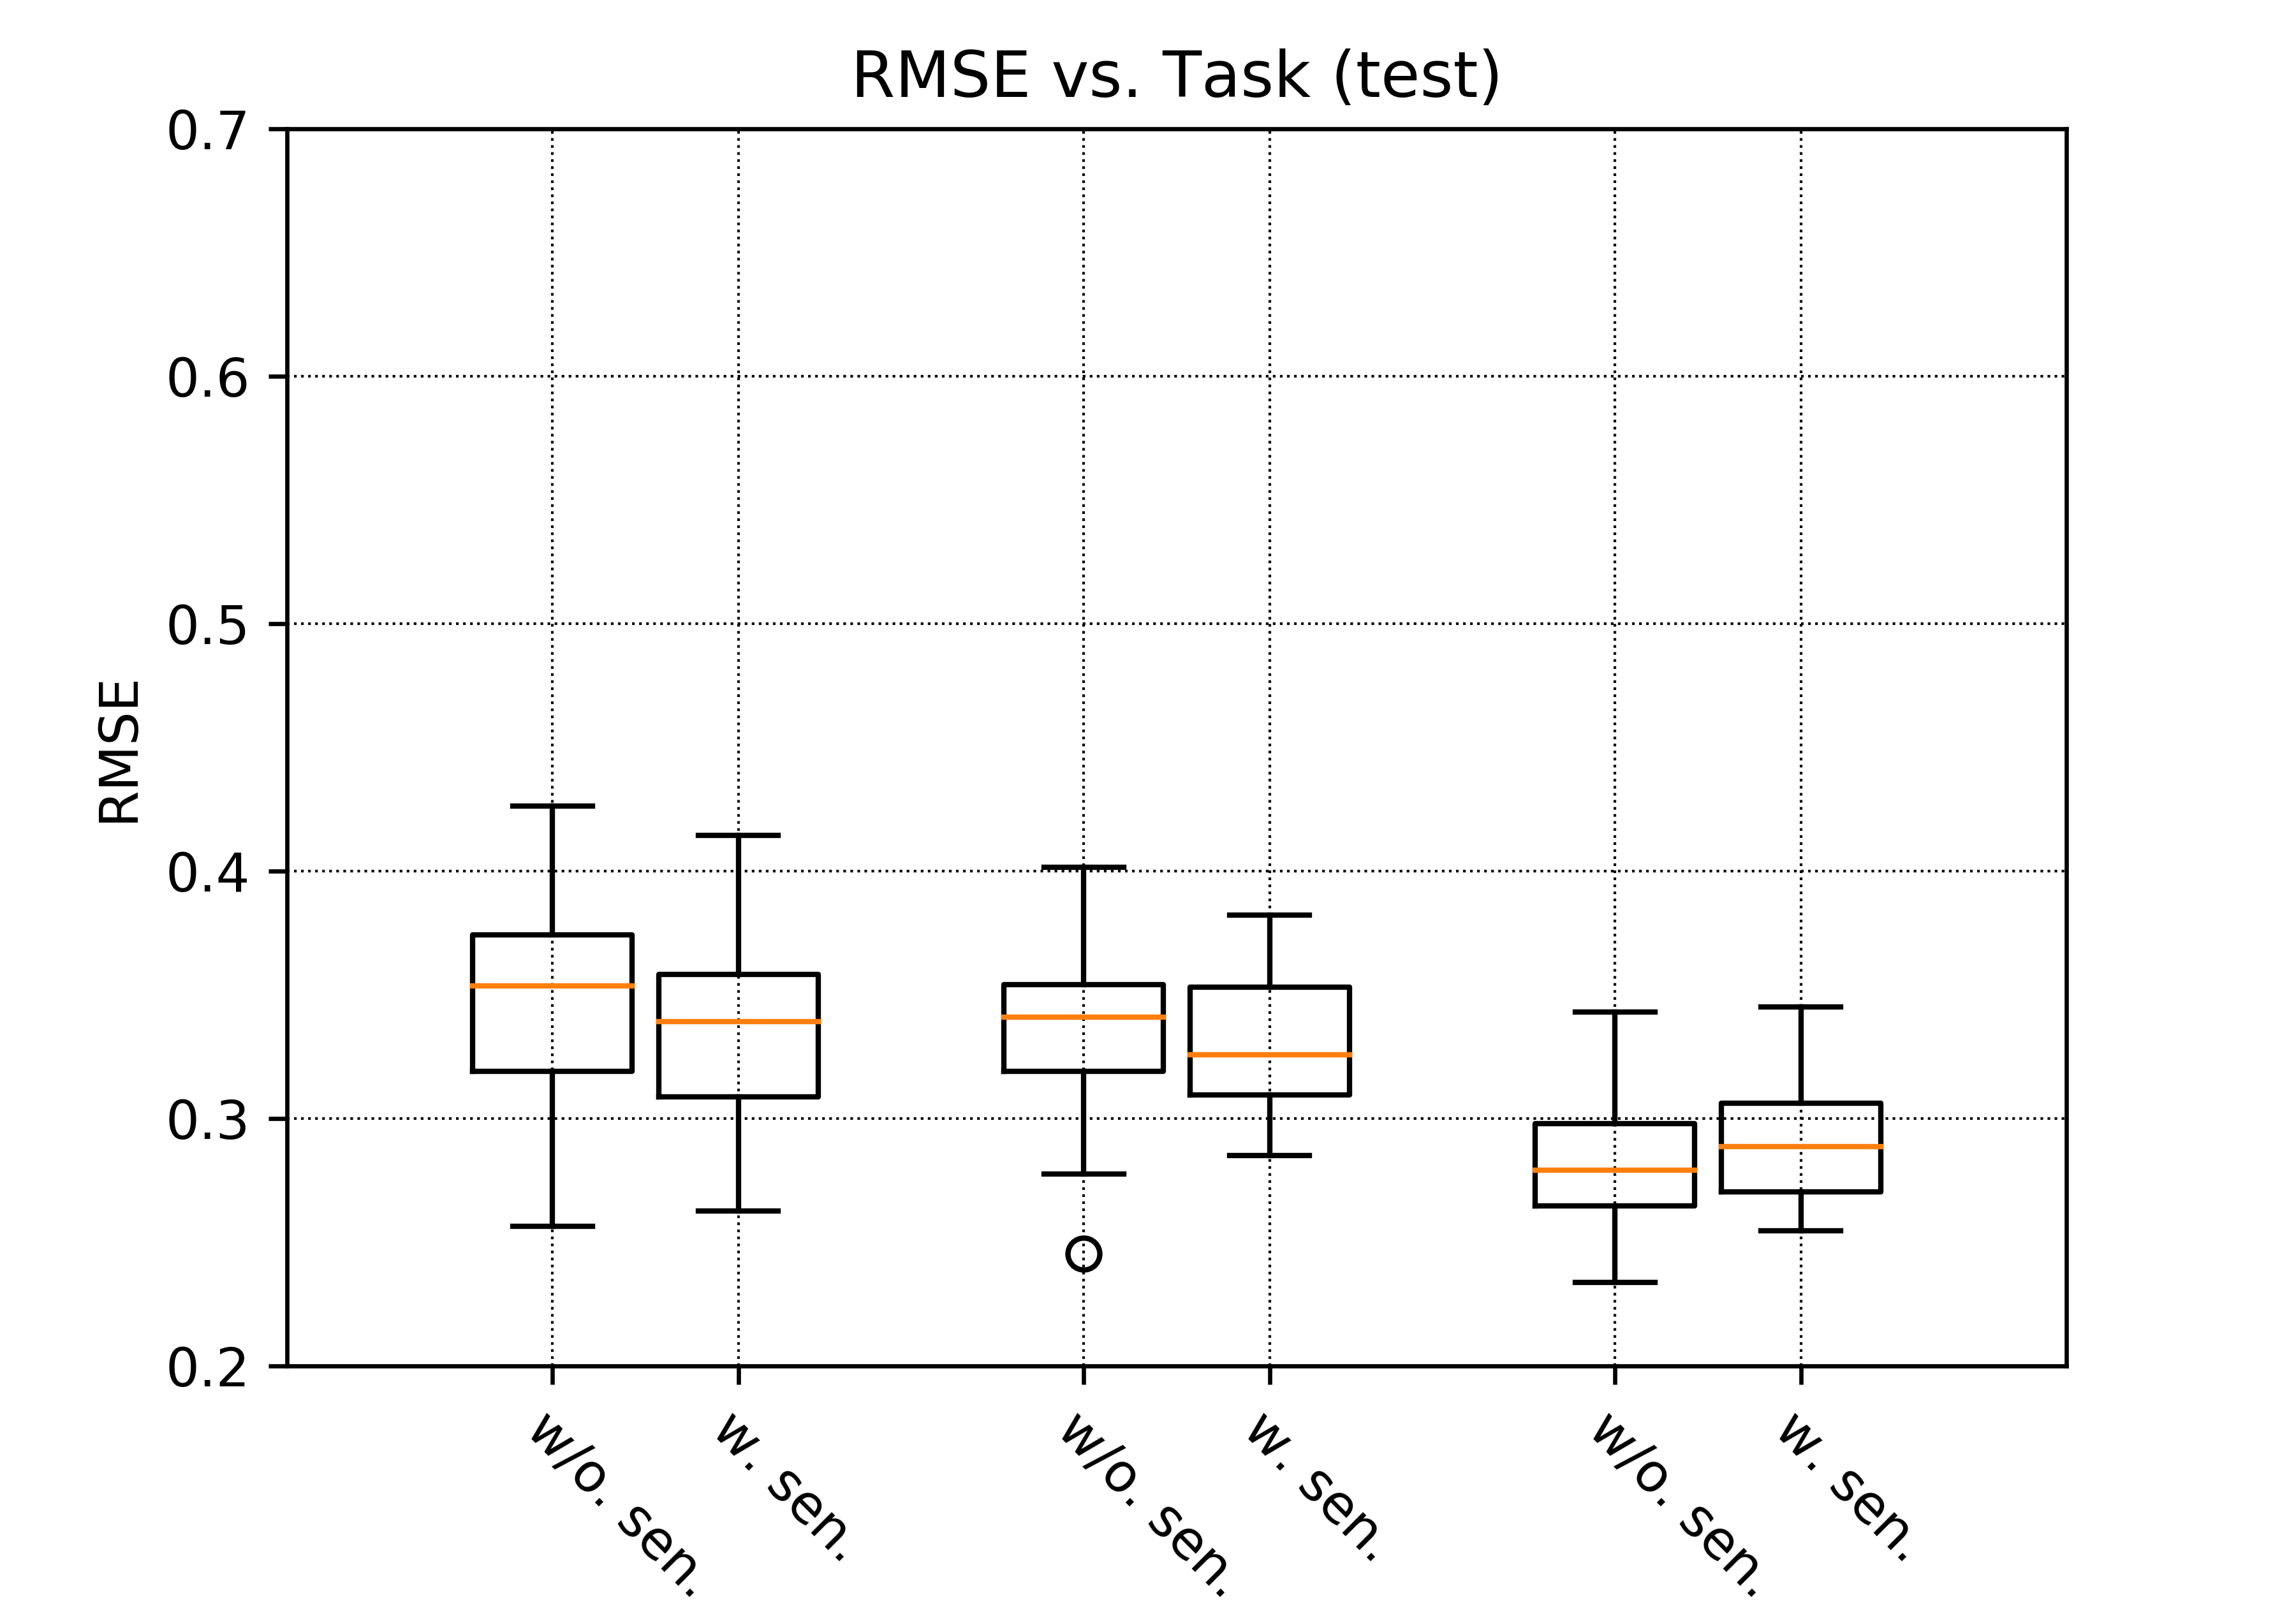 RMSE vs. Task (test)
0.7
0.6
0.5
0.4
0.3
0.2
RMSE
w/o. sen.
w. sen.
w/o. sen.
w. sen.
w/o. sen.
w. sen.